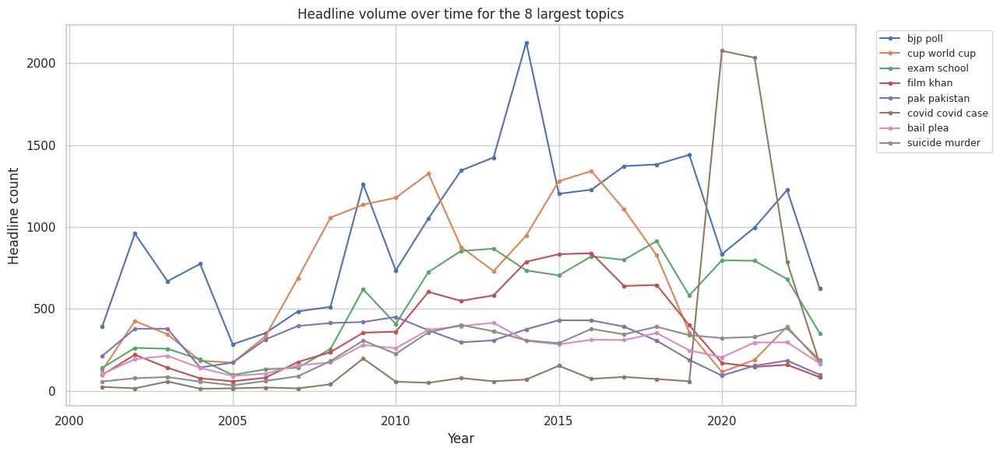 Headline volume over time for the 8 largest topics
bjp poll
cup world cup
exam school
film khan
pak pakistan
covid covid case
bail plea
suicide murder
Headline count
2000
1500
1000
500
0
2000
2005
2010
2015
2020
Year